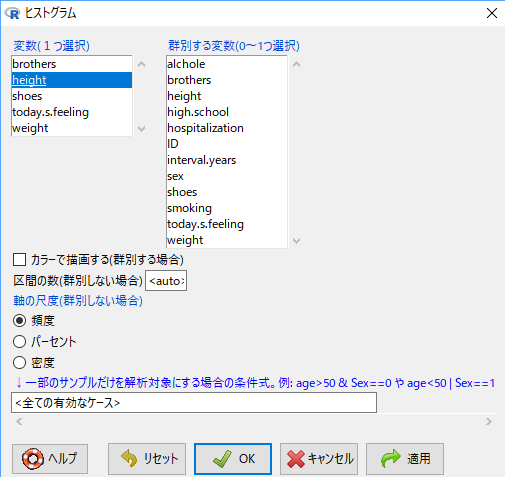 ヒストグラム
変数(１つ選択)
brothers
height
shoes
today.s.feeling
weight
群別する変数(0～1つ選択)
alchole
brothers
height
high.school
hospitalization
ID
interval.years
sex
shoes
smoking
today.s.feeling
weight
カラーで描画する(群別する場合)
区間の数(群別しない場合) <auto>
軸の尺度(群別しない場合)
頻度
パーセント
密度
↓一部のサンプルだけを解析対象にする場合の条件式。例: age>50 & Sex==0 や age<50 | Sex==1
<全ての有効なケース>
ヘルプ リセット OK キャンセル 適用